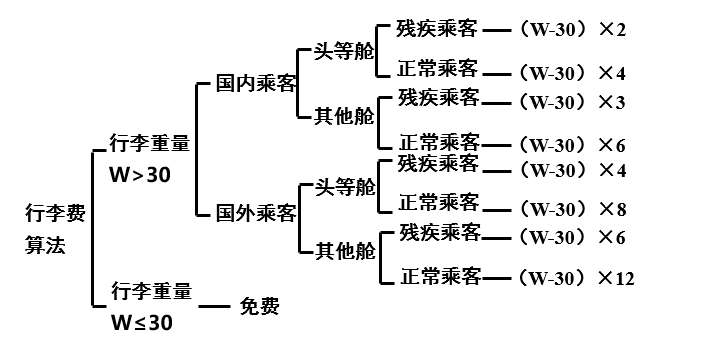 残疾乘客 (W-30)×2
头等舱
正常乘客 (W-30)×4
国内乘客
残疾乘客 (W-30)×3
其他舱
行李重量
W>30
正常乘客 (W-30)×6
残疾乘客 (W-30)×4
头等舱
正常乘客 (W-30)×8
国外乘客
行李费
算法
残疾乘客 (W-30)×6
其他舱
正常乘客 (W-30)×12
行李重量
W≤30
免费